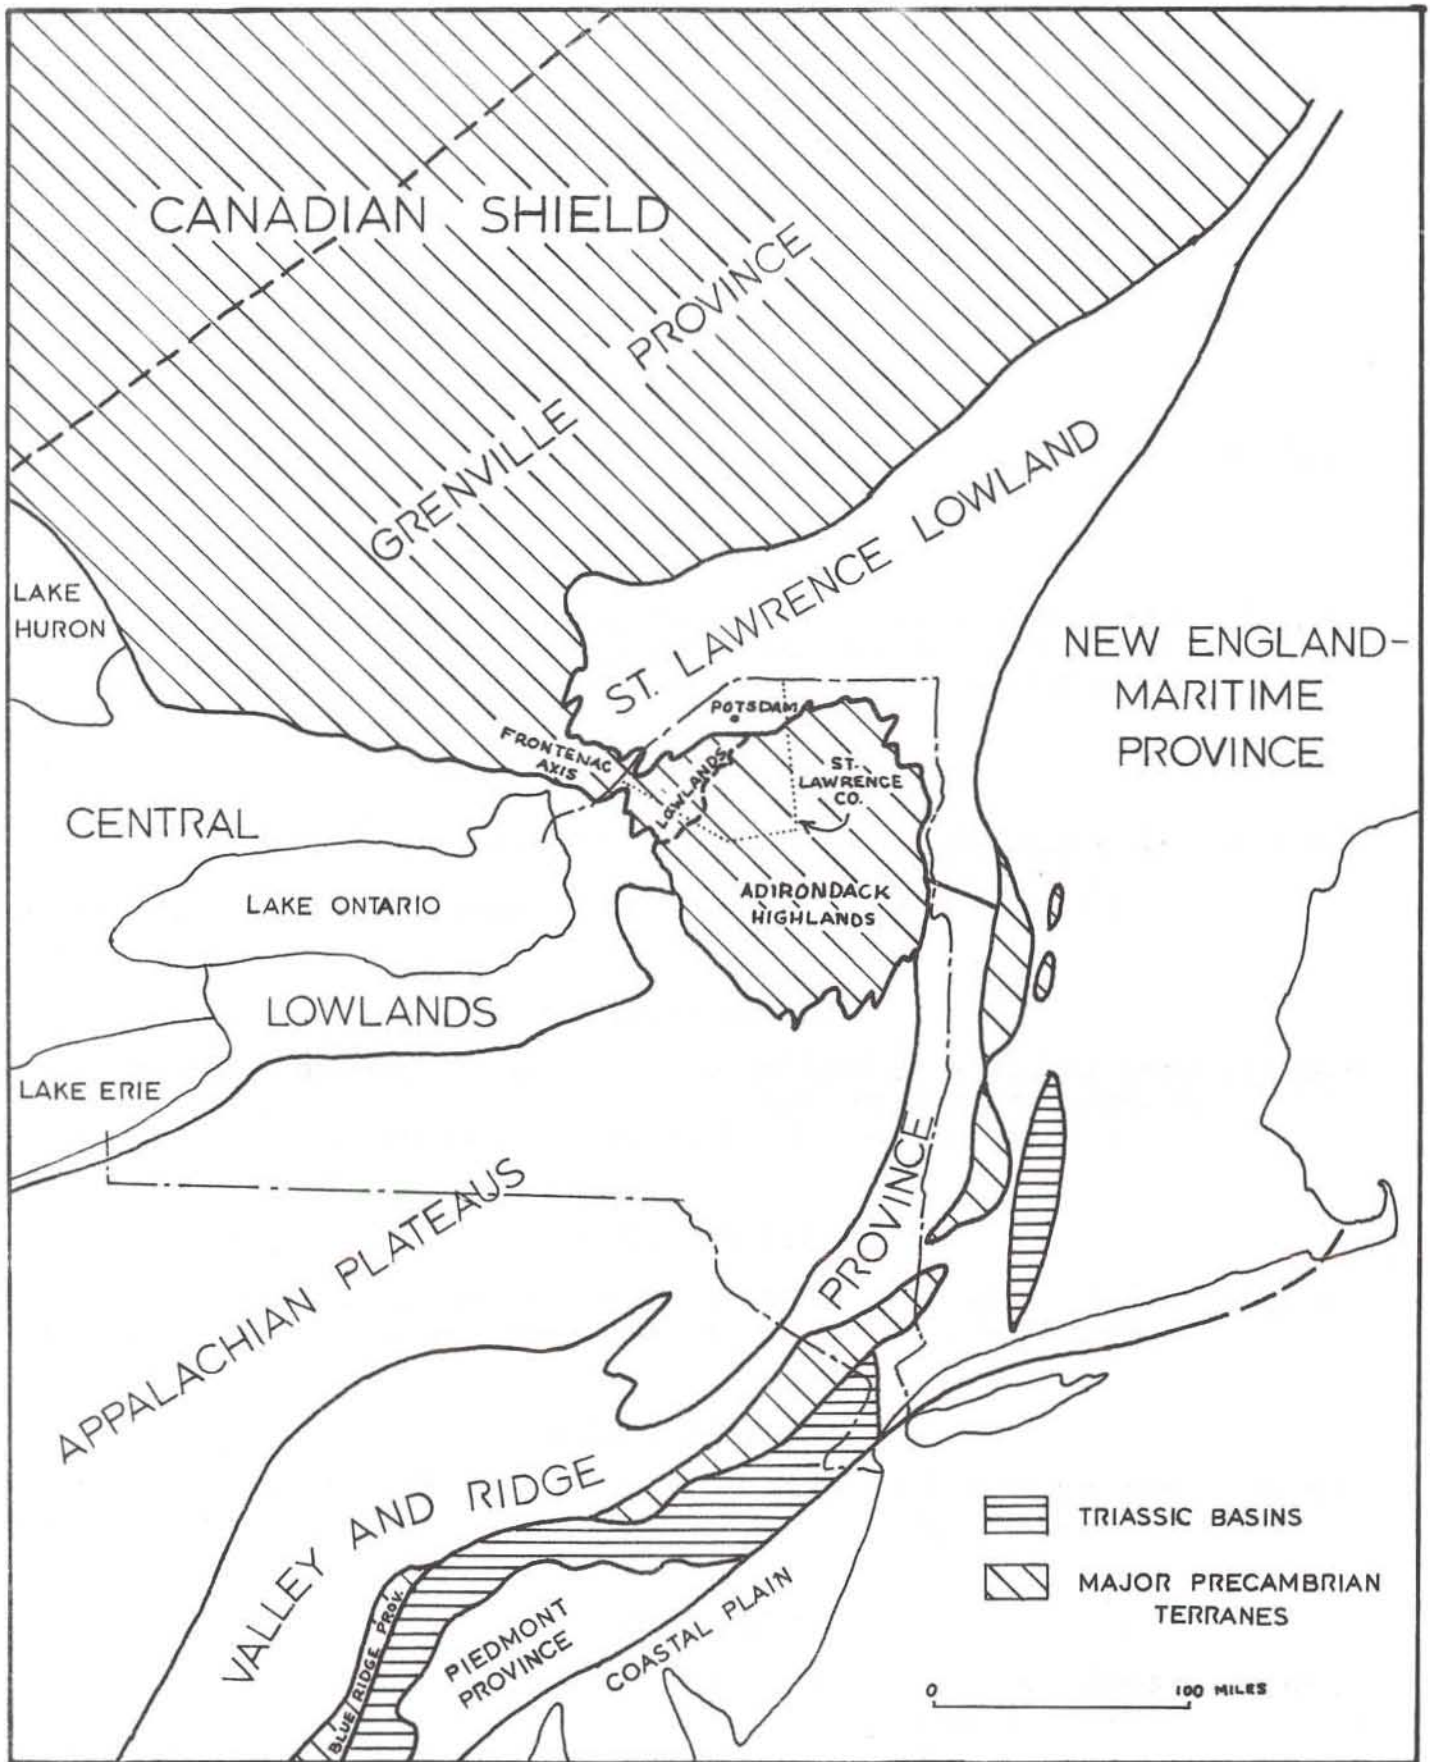 CANADIAN SHIELD
GRENVILLE PROVINCE
LAKE
HURON
ST. LAWRENCE LOWLAND
NEW ENGLAND-
MARITIME
PROVINCE
POTSDAM
FRONTENAC
AXIS
LOWLANDS
ST.
LAWRENCE
CO.
CENTRAL
LAKE ONTARIO
ADIRONDACK
HIGHLANDS
LOWLANDS
LAKE ERIE
APPALACHIAN PLATEAUS
VALLEY AND RIDGE PROVINCE
BLUE RIDGE PROV.
PIEDMONT
PROVINCE
COASTAL PLAIN
TRIASSIC BASINS
MAJOR PRECAMBRIAN
TERRANES
0 100 MILES